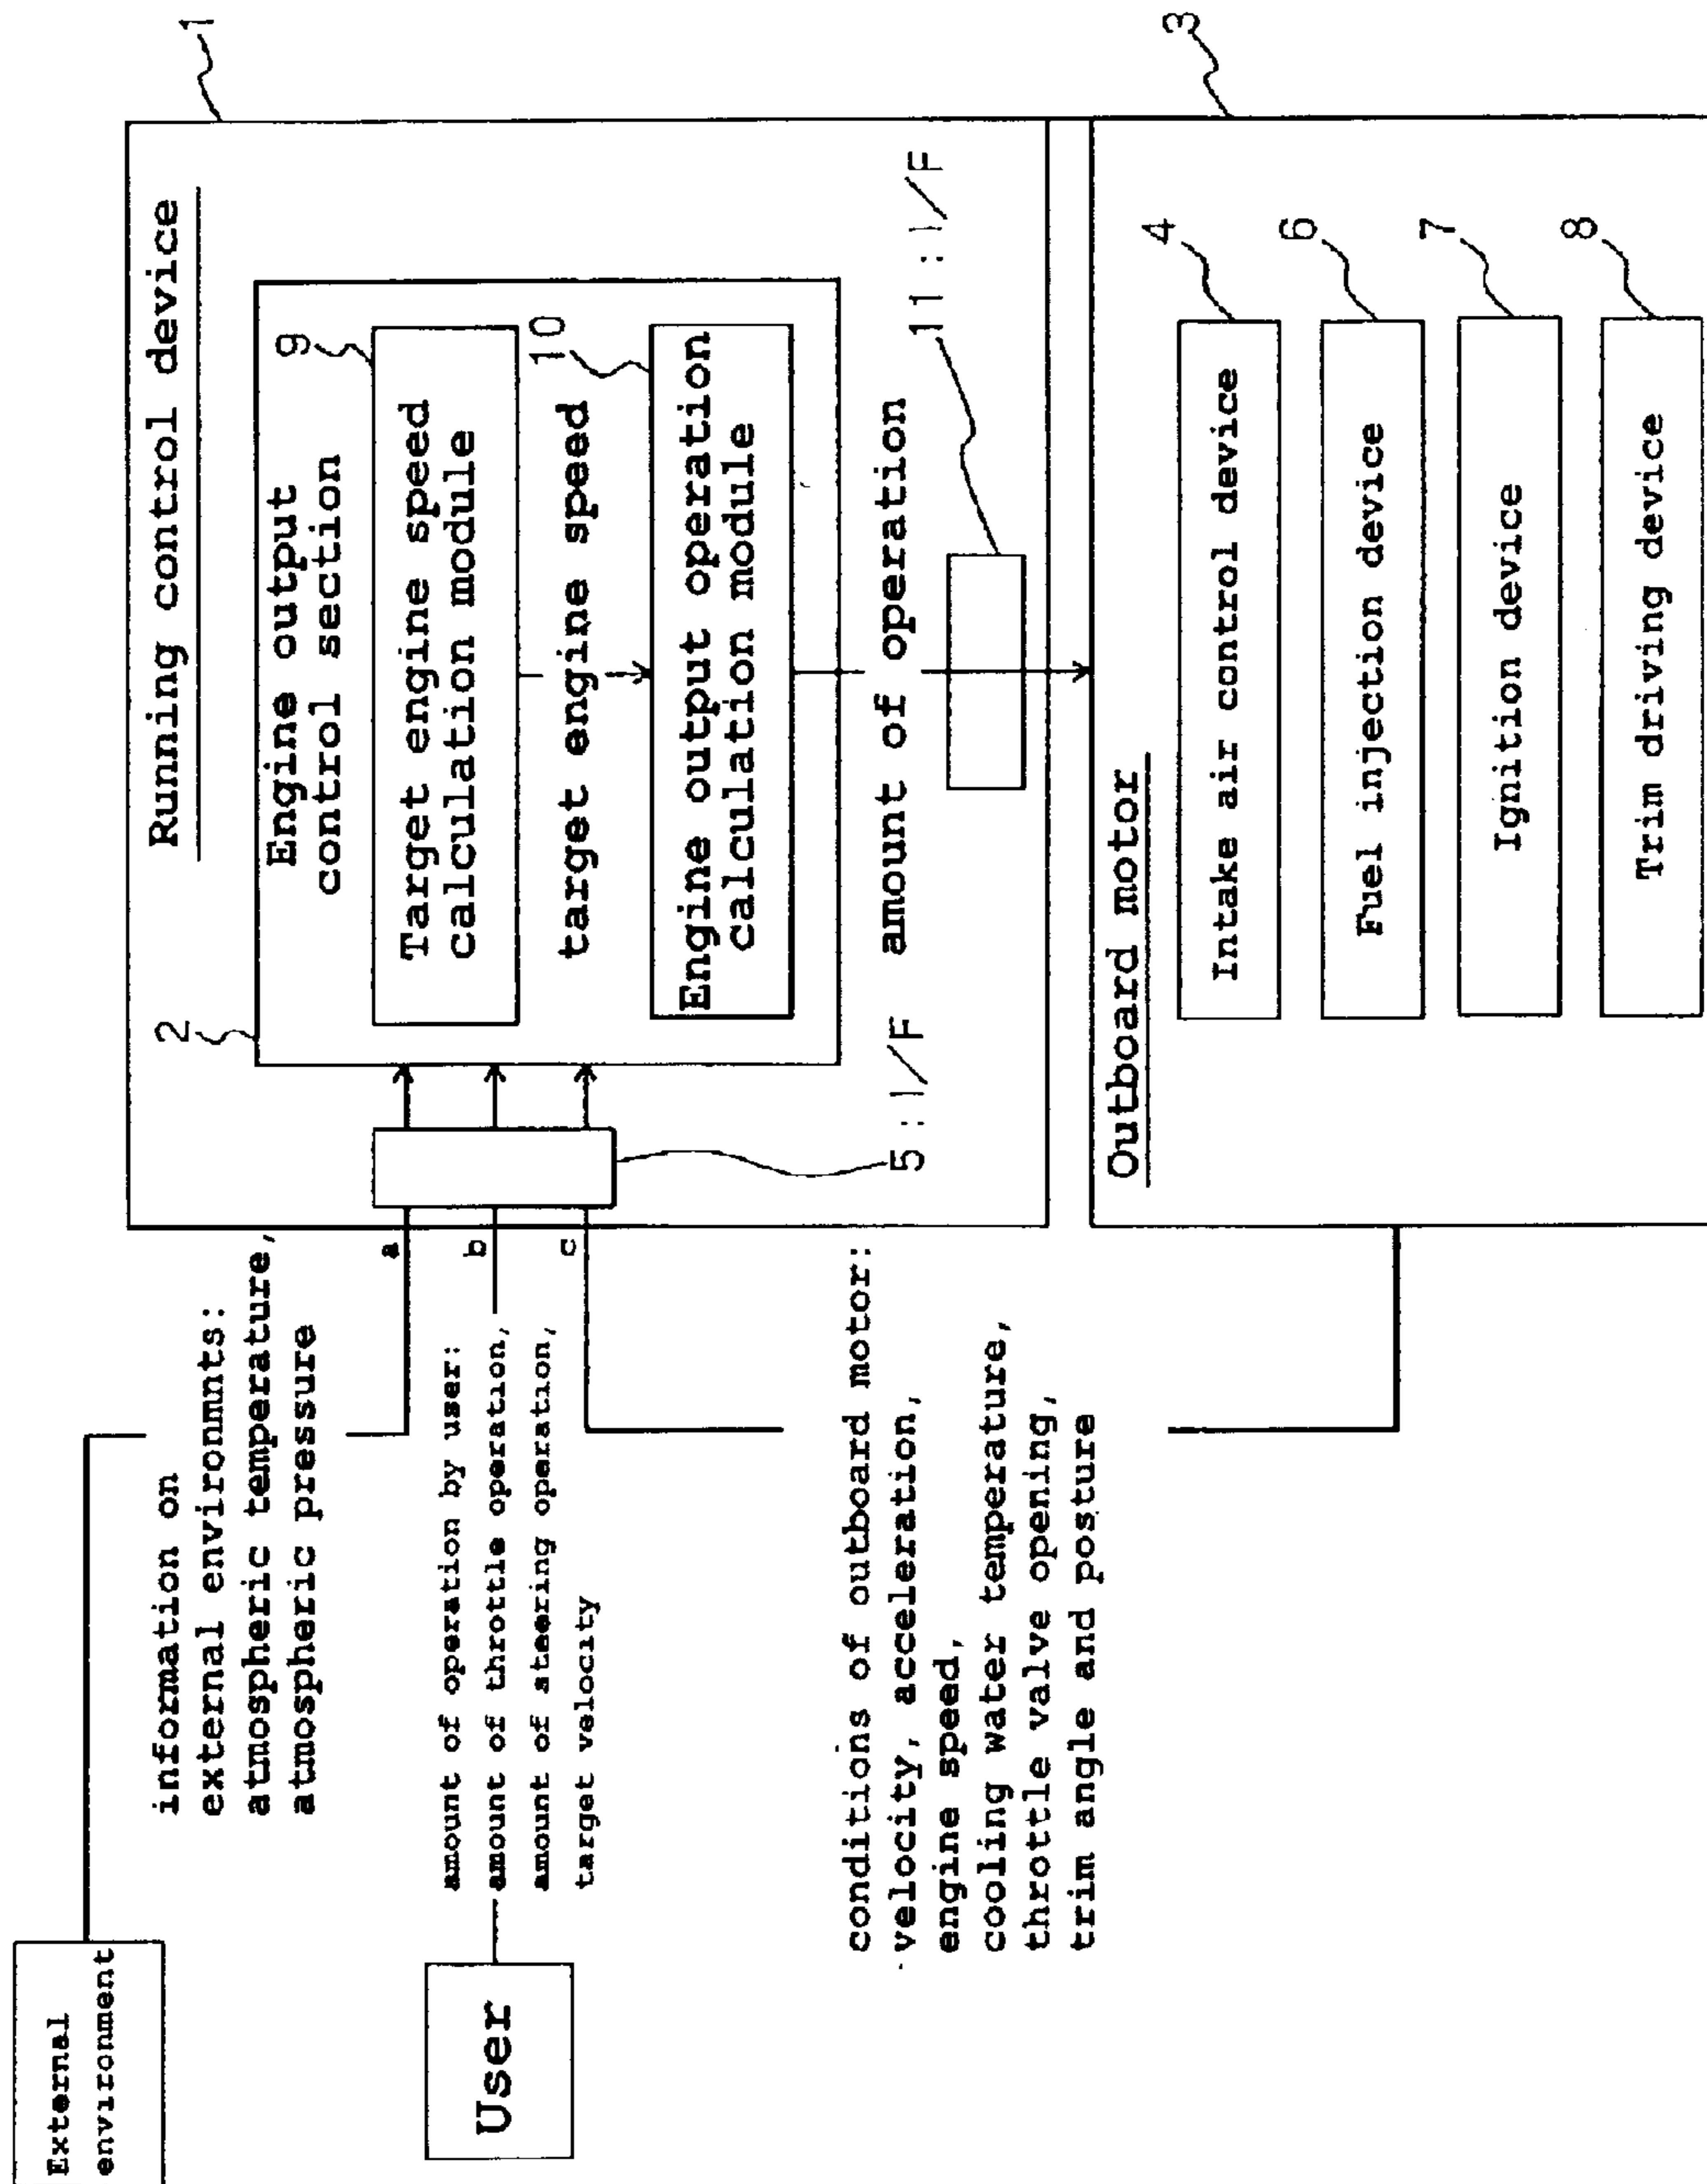 External
environment
information on
external environmnts:
atmospheric temperature,
atmospheric pressure
User
amount of operation by user:
amount of throttle operation,
amount of steering operation,
target velocity
conditions of outboard motor:
velocity, acceleration,
engine speed,
cooling water temperature,
throttle valve opening,
trim angle and posture
a
b
c
5:I/F
1
Running control device
2
Engine output
control section
9
Target engine speed
calculation module
target engine speed
10
Engine output operation
calculation module
amount of operation
11:I/F
3
Outboard motor
4
Intake air control device
6
Fuel injection device
7
Ignition device
8
Trim driving device